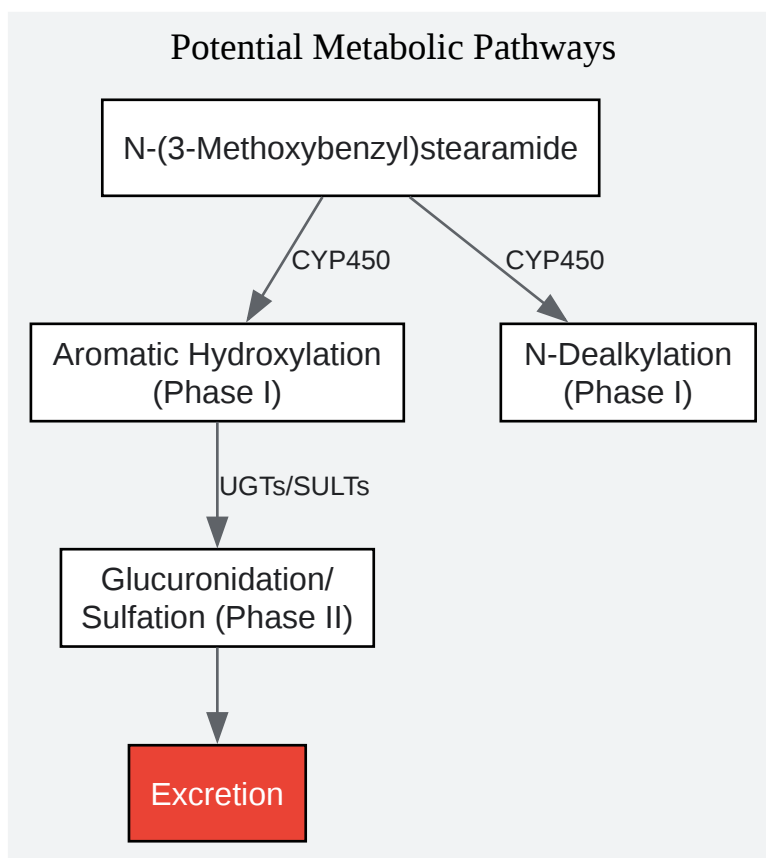 Potential Metabolic Pathways
N-(3-Methoxybenzyl)stearamide
CYP450
CYP450
Aromatic Hydroxylation
(Phase I)
N-Dealkylation
(Phase I)
UGTs/SULTs
Glucuronidation/
Sulfation (Phase II)
Excretion